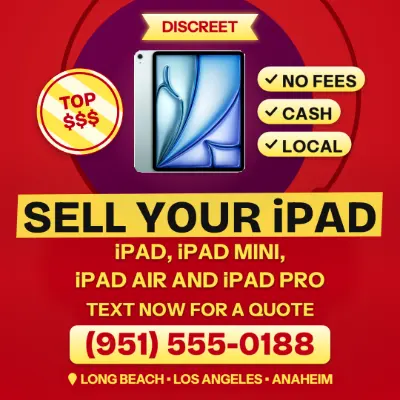 DISCREET
TOP
$$$
NO FEES
CASH
LOCAL
SELL YOUR iPAD
iPAD, iPAD MINI,
iPAD AIR AND iPAD PRO
TEXT NOW FOR A QUOTE
(951) 555-0188
LONG BEACH ▪ LOS ANGELES ▪ ANAHEIM